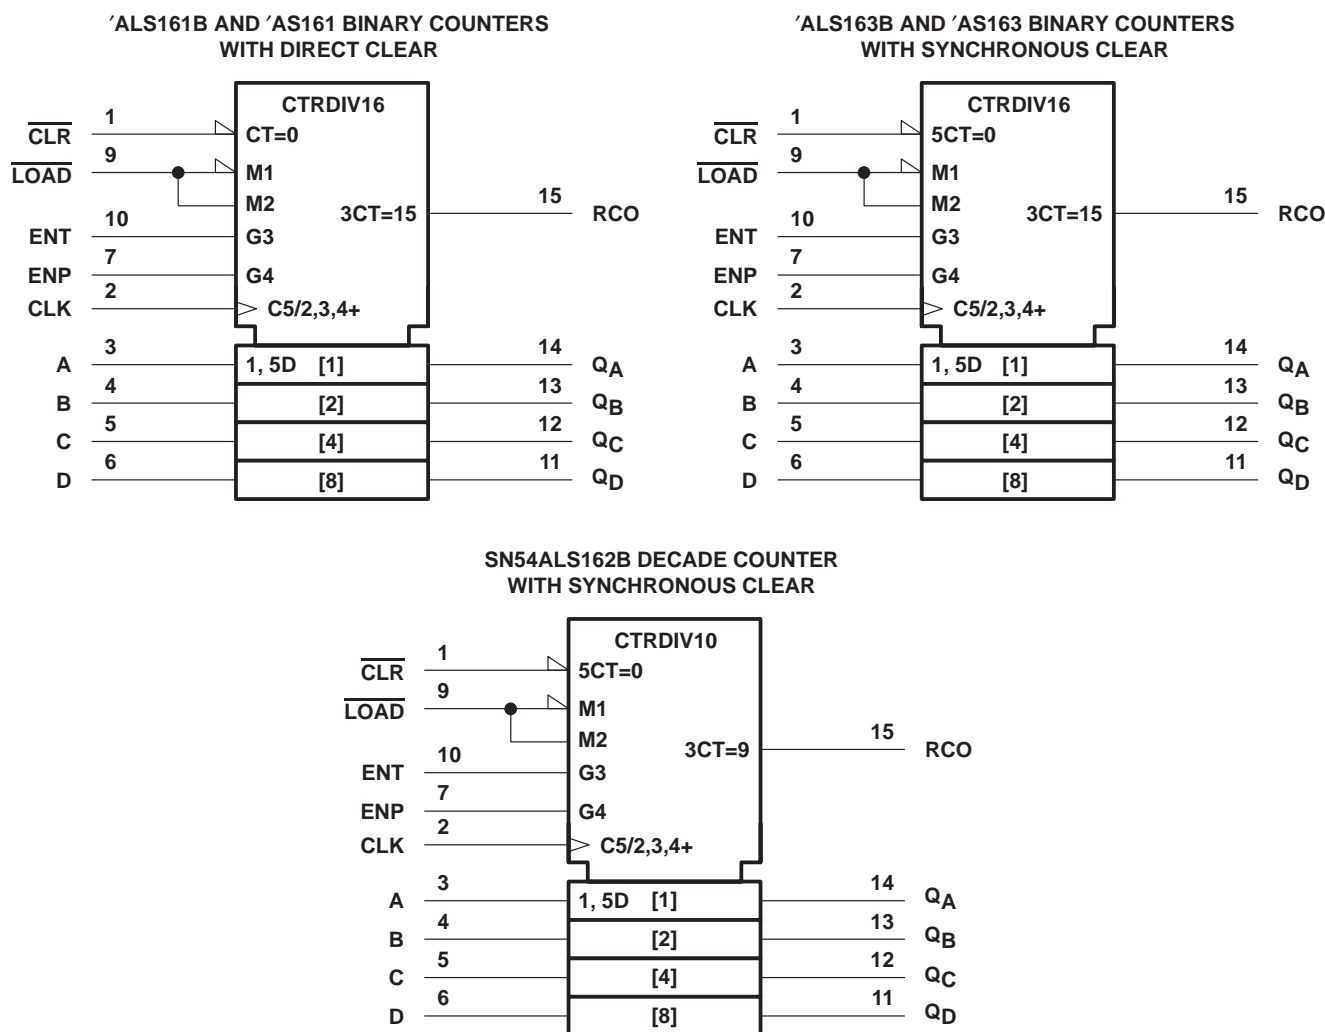 ′ALS161B AND ′AS161 BINARY COUNTERS
WITH DIRECT CLEAR
CTRDIV16
CLR 1 CT=0
LOAD 9 M1
M2
3CT=15 15 RCO
ENT 10 G3
ENP 7 G4
CLK 2 C5/2,3,4+
A 3 1, 5D [1] 14 QA
B 4 [2] 13 QB
C 5 [4] 12 QC
D 6 [8] 11 QD
′ALS163B AND ′AS163 BINARY COUNTERS
WITH SYNCHRONOUS CLEAR
CTRDIV16
CLR 1 5CT=0
LOAD 9 M1
M2
3CT=15 15 RCO
ENT 10 G3
ENP 7 G4
CLK 2 C5/2,3,4+
A 3 1, 5D [1] 14 QA
B 4 [2] 13 QB
C 5 [4] 12 QC
D 6 [8] 11 QD
SN54ALS162B DECADE COUNTER
WITH SYNCHRONOUS CLEAR
CTRDIV10
CLR 1 5CT=0
LOAD 9 M1
M2
3CT=9 15 RCO
ENT 10 G3
ENP 7 G4
CLK 2 C5/2,3,4+
A 3 1, 5D [1] 14 QA
B 4 [2] 13 QB
C 5 [4] 12 QC
D 6 [8] 11 QD